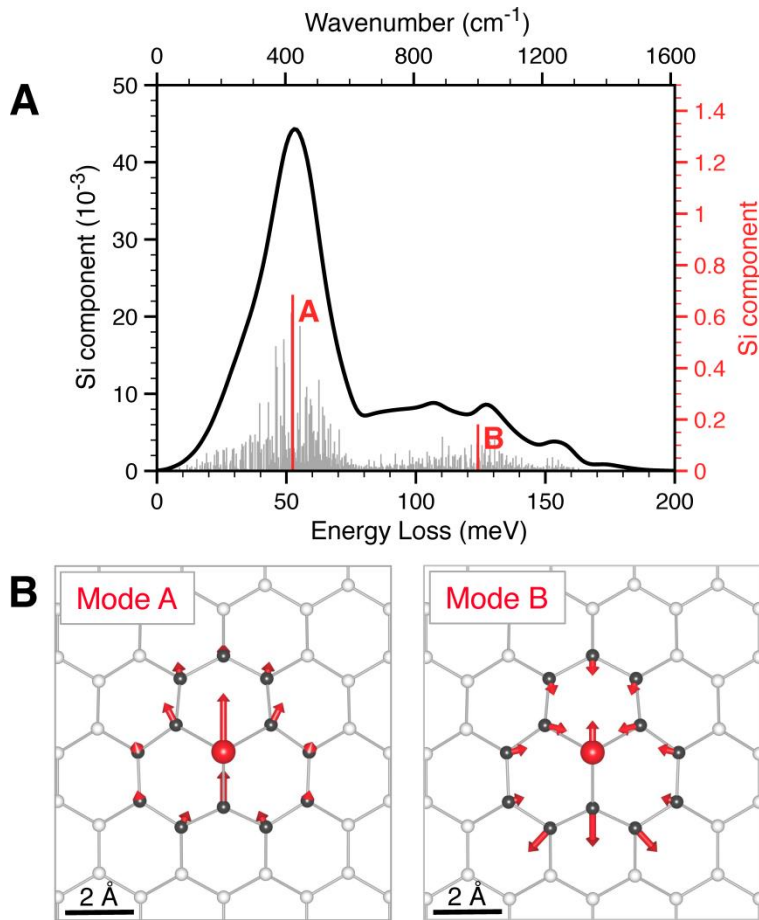 Wavenumber (cm⁻¹)
0 400 800 1200 1600
A
50
40
30
20
10
0
Si component (10⁻³)
1.4
1.2
1.0
0.8
0.6
0.4
0.2
0
Si component
A
B
0 50 100 150 200
Energy Loss (meV)
B
Mode A
Mode B
2 Å
2 Å